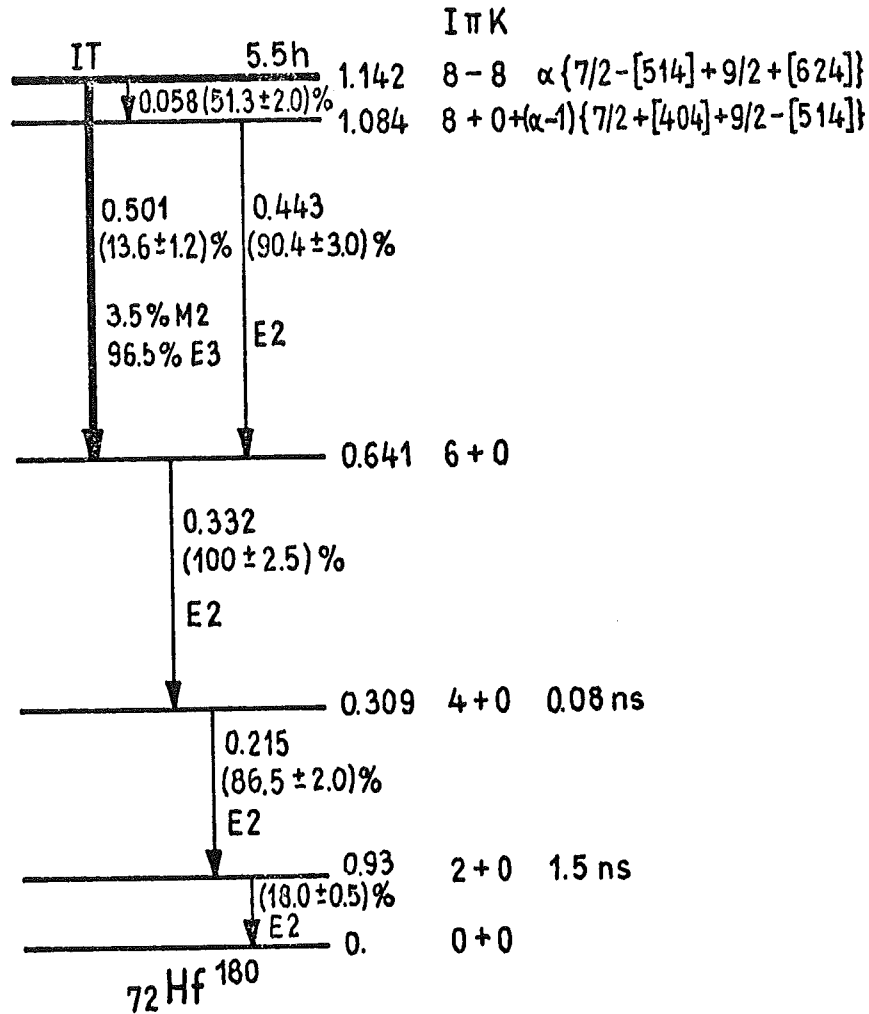 IπK
IT 5.5h 1.142 8-8 α{7/2-[514]+9/2+[624]}
0.058(51.3±2.0)%
1.084 8+0+(α-1){7/2+[404]+9/2-[514]}
0.501 0.443
(13.6±1.2)% (90.4±3.0)%
3.5% M2
E2
96.5% E3
0.641 6+0
0.332
(100±2.5)%
E2
0.309 4+0 0.08 ns
0.215
(86.5±2.0)%
E2
0.93 2+0 1.5 ns
(18.0±0.5)%
E2
0. 0+0
72Hf180